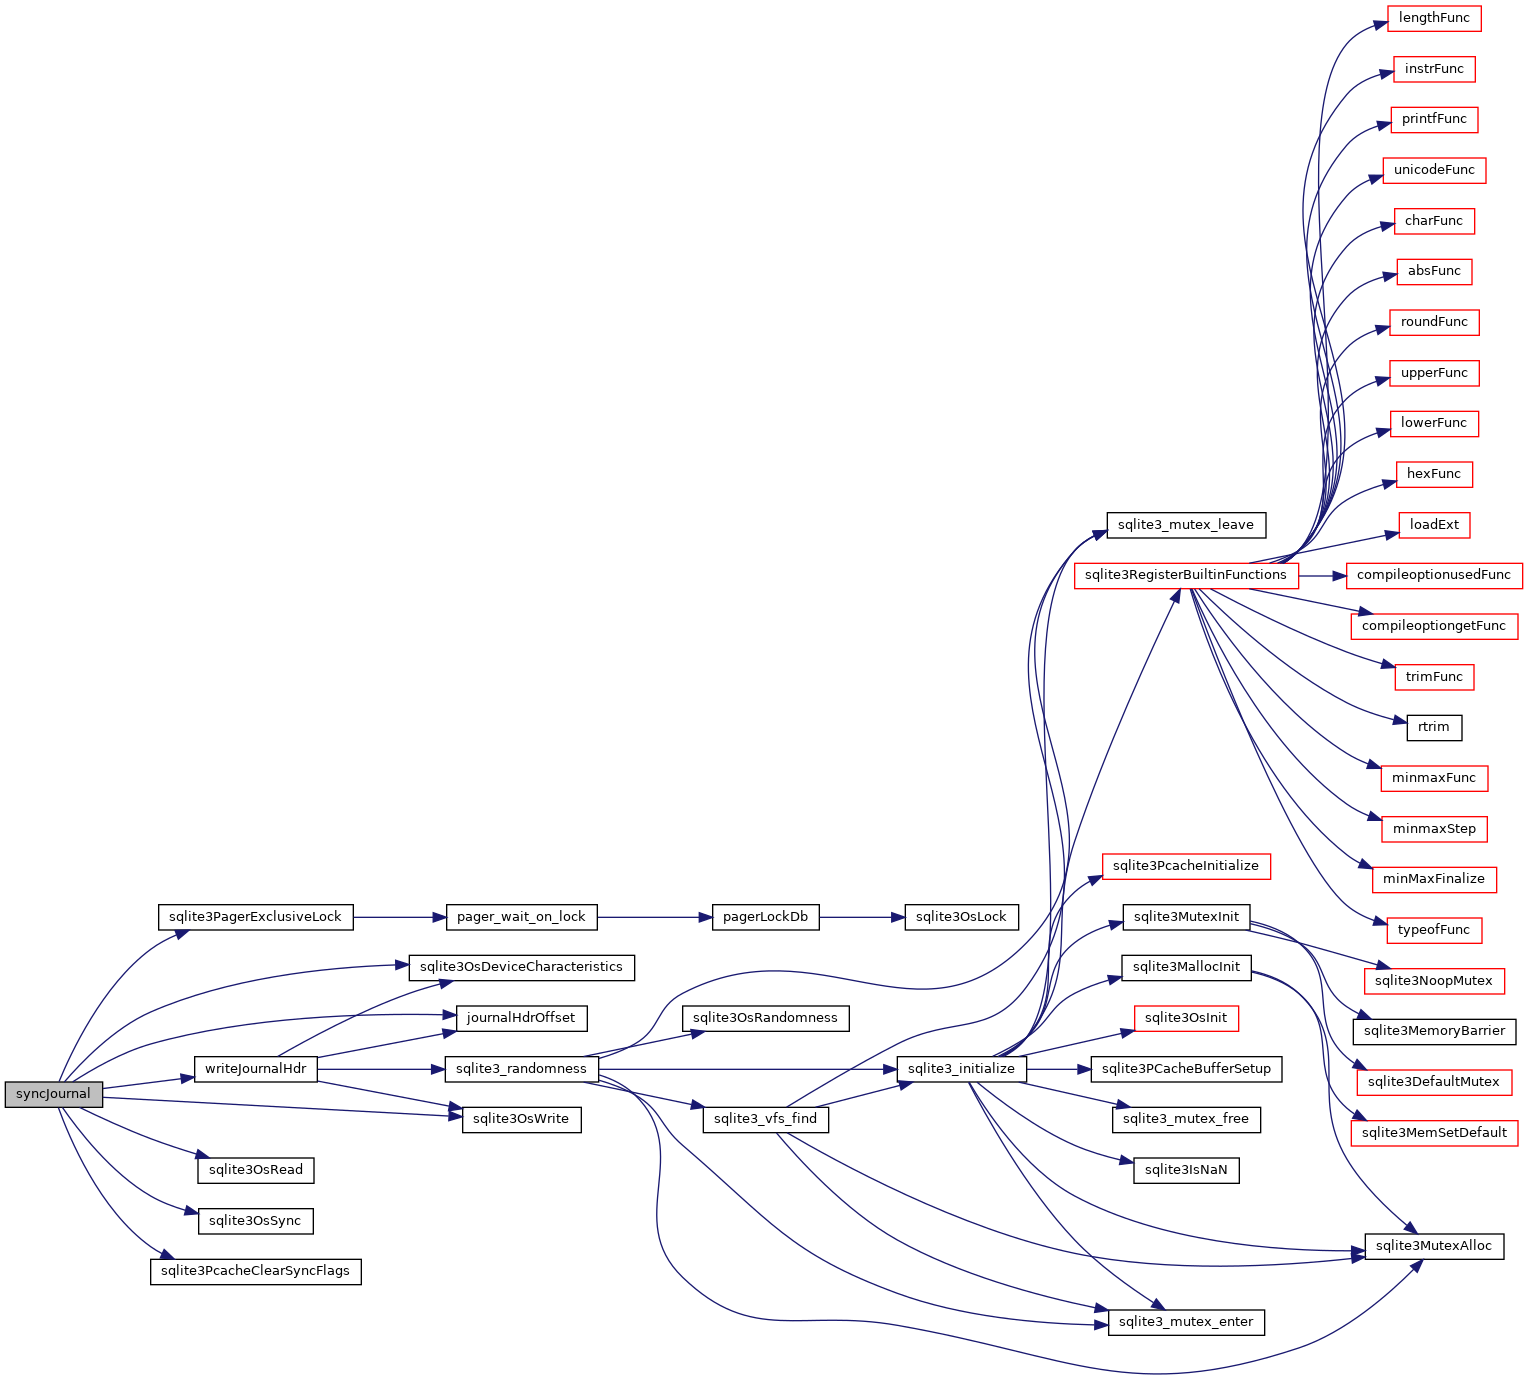 lengthFunc
instrFunc
printfFunc
unicodeFunc
charFunc
absFunc
roundFunc
upperFunc
lowerFunc
hexFunc
sqlite3_mutex_leave
loadExt
sqlite3RegisterBuiltinFunctions
compileoptionusedFunc
compileoptiongetFunc
trimFunc
rtrim
minmaxFunc
minmaxStep
sqlite3PcacheInitialize
minMaxFinalize
sqlite3PagerExclusiveLock
pager_wait_on_lock
pagerLockDb
sqlite3OsLock
sqlite3MutexInit
typeofFunc
sqlite3OsDeviceCharacteristics
sqlite3MallocInit
sqlite3NoopMutex
journalHdrOffset
sqlite3OsRandomness
sqlite3OsInit
sqlite3MemoryBarrier
writeJournalHdr
sqlite3_randomness
sqlite3_initialize
sqlite3PCacheBufferSetup
sqlite3DefaultMutex
syncJournal
sqlite3OsWrite
sqlite3_vfs_find
sqlite3_mutex_free
sqlite3MemSetDefault
sqlite3OsRead
sqlite3IsNaN
sqlite3OsSync
sqlite3MutexAlloc
sqlite3PcacheClearSyncFlags
sqlite3_mutex_enter